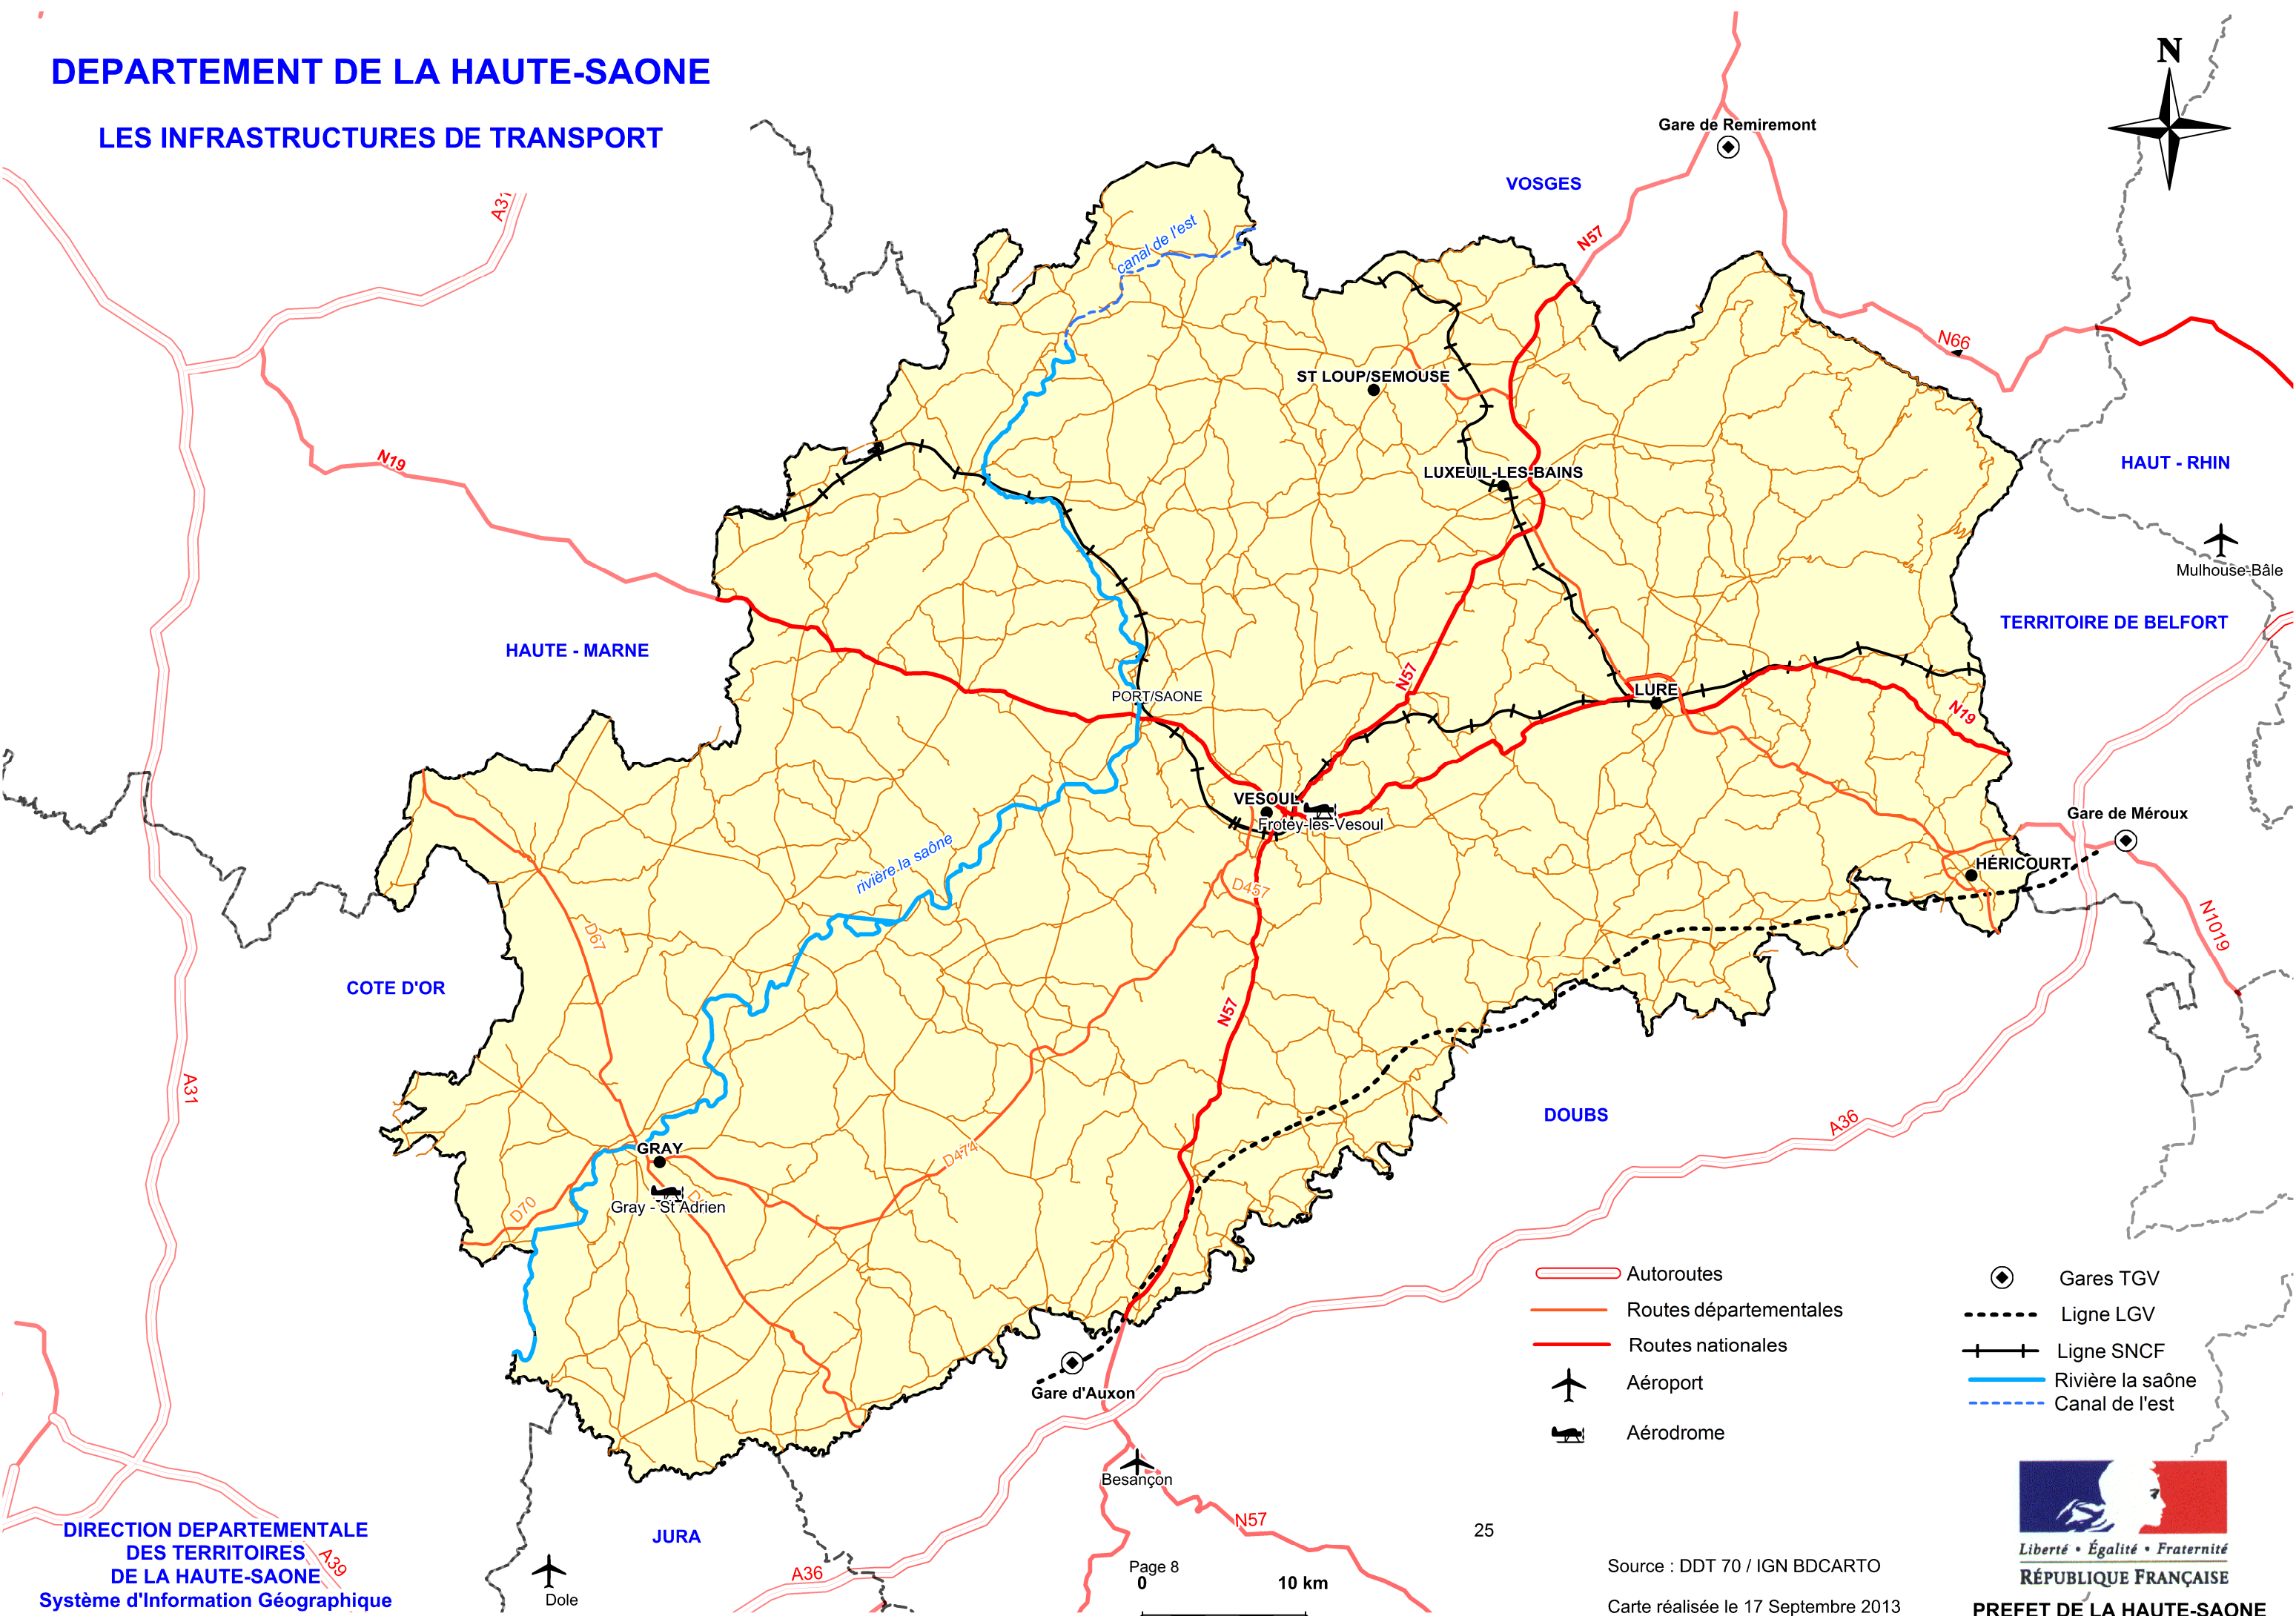 DEPARTEMENT DE LA HAUTE-SAONE
LES INFRASTRUCTURES DE TRANSPORT
N
Gare de Remiremont
VOSGES
A31
canal de l'est
N57
N66
ST LOUP/SEMOUSE
N19
LUXEUIL-LES-BAINS
HAUT - RHIN
Mulhouse-Bâle
TERRITOIRE DE BELFORT
HAUTE - MARNE
N57
PORT/SAONE
LURE
N19
VESOUL
Frotey-les-Vesoul
Gare de Méroux
rivière la saône
HÉRICOURT
D457
D67
N1019
COTE D'OR
N57
A31
DOUBS
A36
GRAY
D474
D70
Gray - St Adrien
Autoroutes
Routes départementales
Routes nationales
Aéroport
Aérodrome
Gares TGV
Ligne LGV
Ligne SNCF
Rivière la saône
Canal de l'est
Gare d'Auxon
Besançon
N57
25
JURA
A36
Dole
A39
DIRECTION DEPARTEMENTALE
DES TERRITOIRES
DE LA HAUTE-SAONE
Système d'Information Géographique
Page 8
0 10 km
Source : DDT 70 / IGN BDCARTO
Carte réalisée le 17 Septembre 2013
Liberté • Égalité • Fraternité
RÉPUBLIQUE FRANÇAISE
PREFET DE LA HAUTE-SAONE